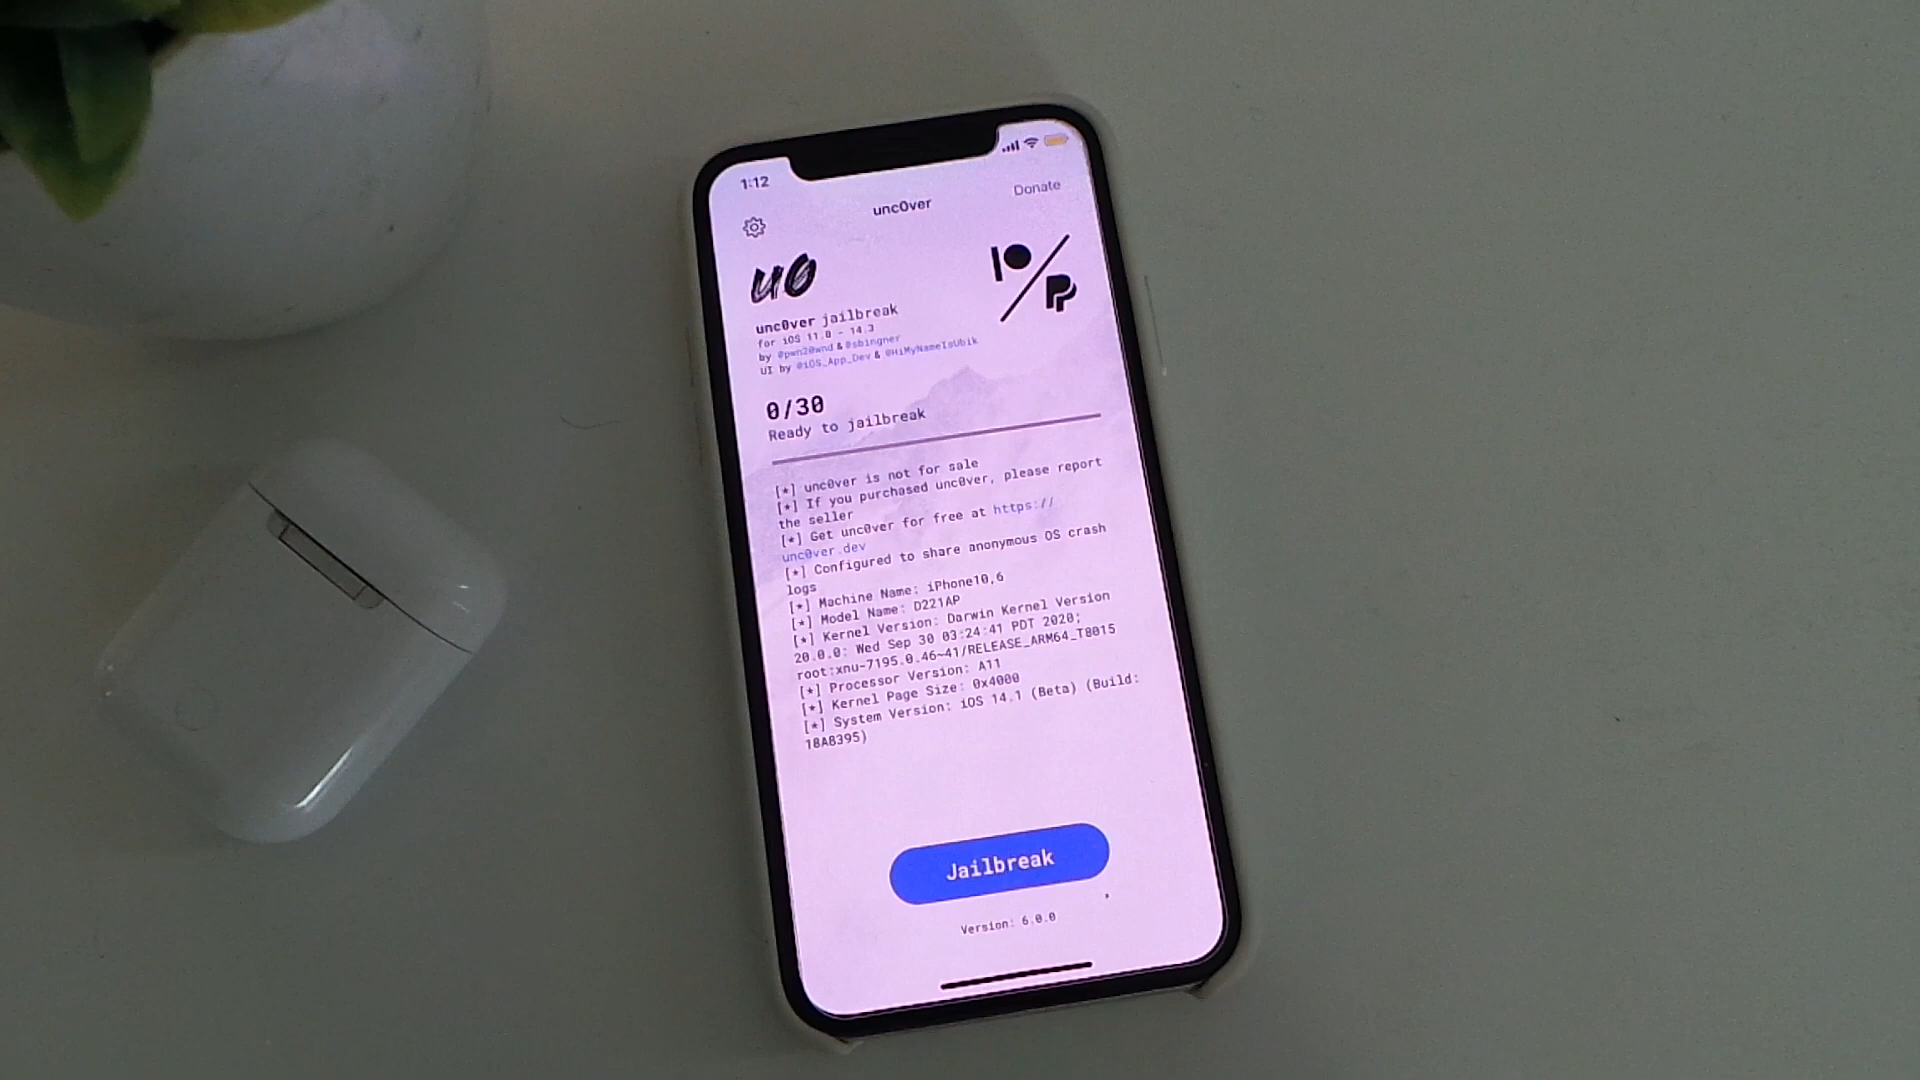 1:12
Donate
unc0ver
u0
unc0ver jailbreak
for iOS 11.0 - 14.3
by @pwn20wnd & @sbingner
UI by @iOS_App_Dev & @HiMyNameIsUbik
0/30
Ready to jailbreak
[*] unc0ver is not for sale
[*] If you purchased unc0ver, please report
the seller
[*] Get unc0ver for free at https://
unc0ver.dev
[*] Configured to share anonymous OS crash
logs
[*] Machine Name: iPhone10,6
[*] Model Name: D221AP
[*] Kernel Version: Darwin Kernel Version
20.0.0: Wed Sep 30 03:24:41 PDT 2020;
root:xnu-7195.0.46~41/RELEASE_ARM64_T8015
[*] Processor Version: A11
[*] Kernel Page Size: 0x4000
[*] System Version: iOS 14.1 (Beta) (Build:
18A8395)
Jailbreak
Version: 6.0.0